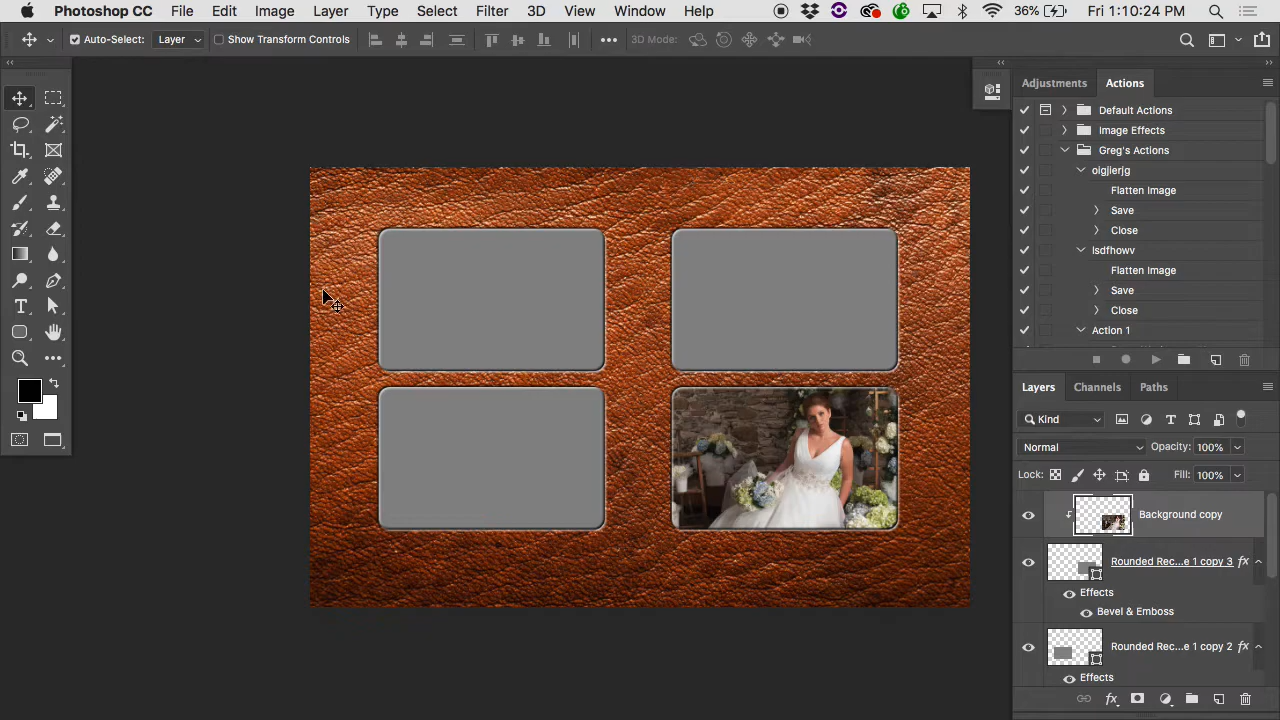 Photoshop CC File Edit Image Layer Type Select Filter 3D View Window Help 36% Fri 1:10:24 PM
Auto-Select: Layer Show Transform Controls 3D Mode:
Adjustments Actions
Default Actions
Image Effects
Greg's Actions
oigjlerjg
Flatten Image
Save
Close
lsdfhowv
Flatten Image
Save
Close
Action 1
Layers Channels Paths
Kind
Normal Opacity: 100%
Lock: Fill: 100%
Background copy
Rounded Rec...e 1 copy 3 fx
Effects
Bevel & Emboss
Rounded Rec...e 1 copy 2 fx
Effects
fx